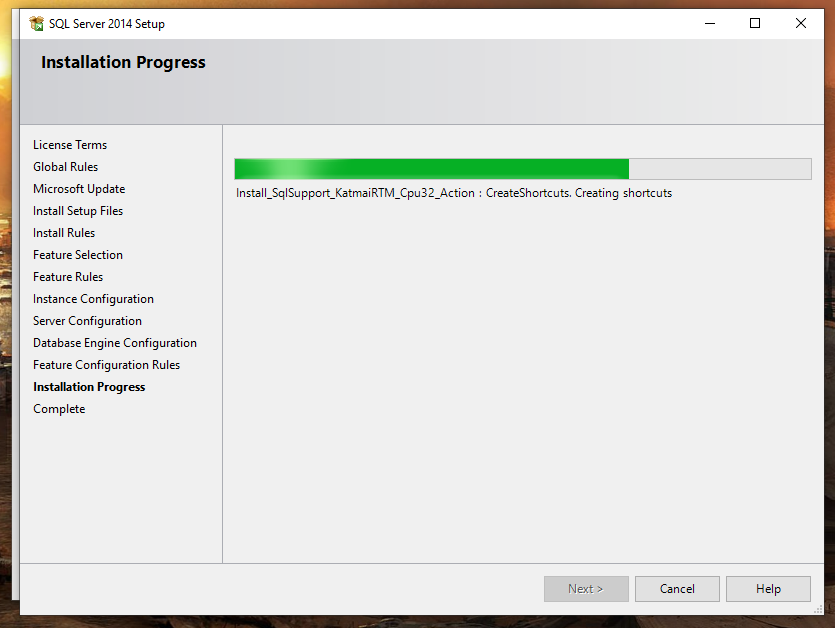 SQL Server 2014 Setup
Installation Progress
License Terms
Global Rules
Microsoft Update
Install Setup Files
Install Rules
Feature Selection
Feature Rules
Instance Configuration
Server Configuration
Database Engine Configuration
Feature Configuration Rules
Installation Progress
Complete
Install_SqlSupport_KatmaiRTM_Cpu32_Action : CreateShortcuts. Creating shortcuts
Next >
Cancel
Help